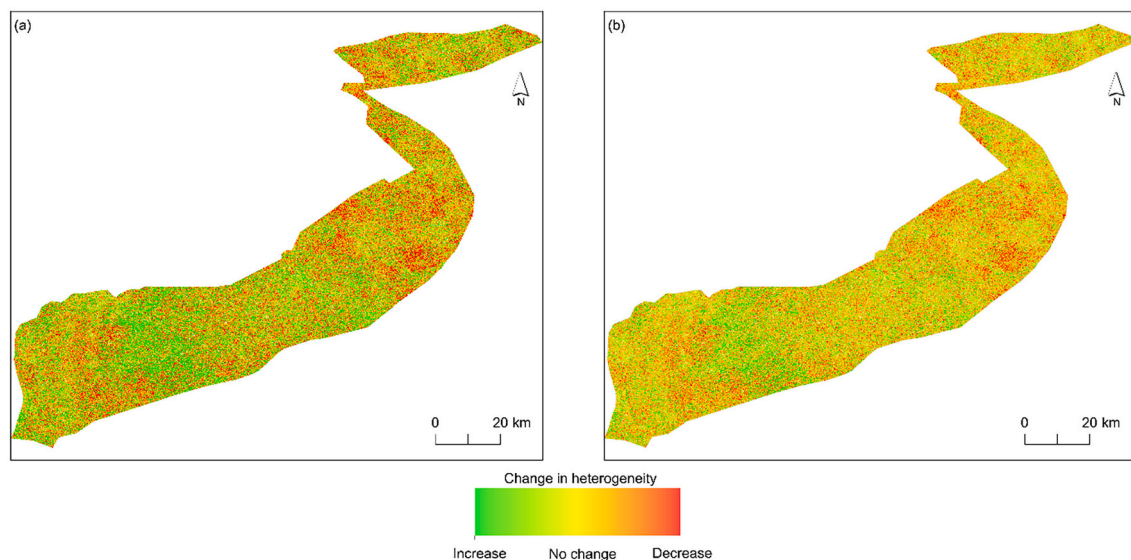 (a)
N
0 20 km
(b)
N
0 20 km
Change in heterogeneity
Increase No change Decrease